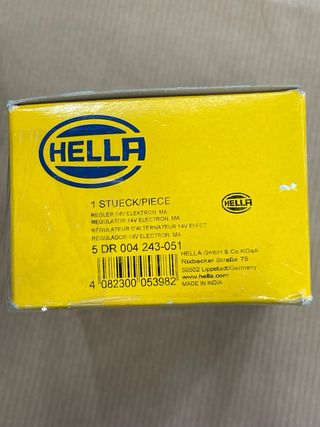 HELLA
1 STUECK/PIECE
REGLER 14V ELEKTRON. MA
REGULATOR 14V ELECTRON. MA
RÉGULATEUR D'ALTERNATEUR 14V ELECT
REGULADOR 14V ELECTRON. MA
HELLA
5 DR 004 243-051
4 082300 053982
HELLA GmbH & Co.KGaA
Rixbecker Straße 75
59552 Lippstadt/Germany
www.hella.com
MADE IN INDIA